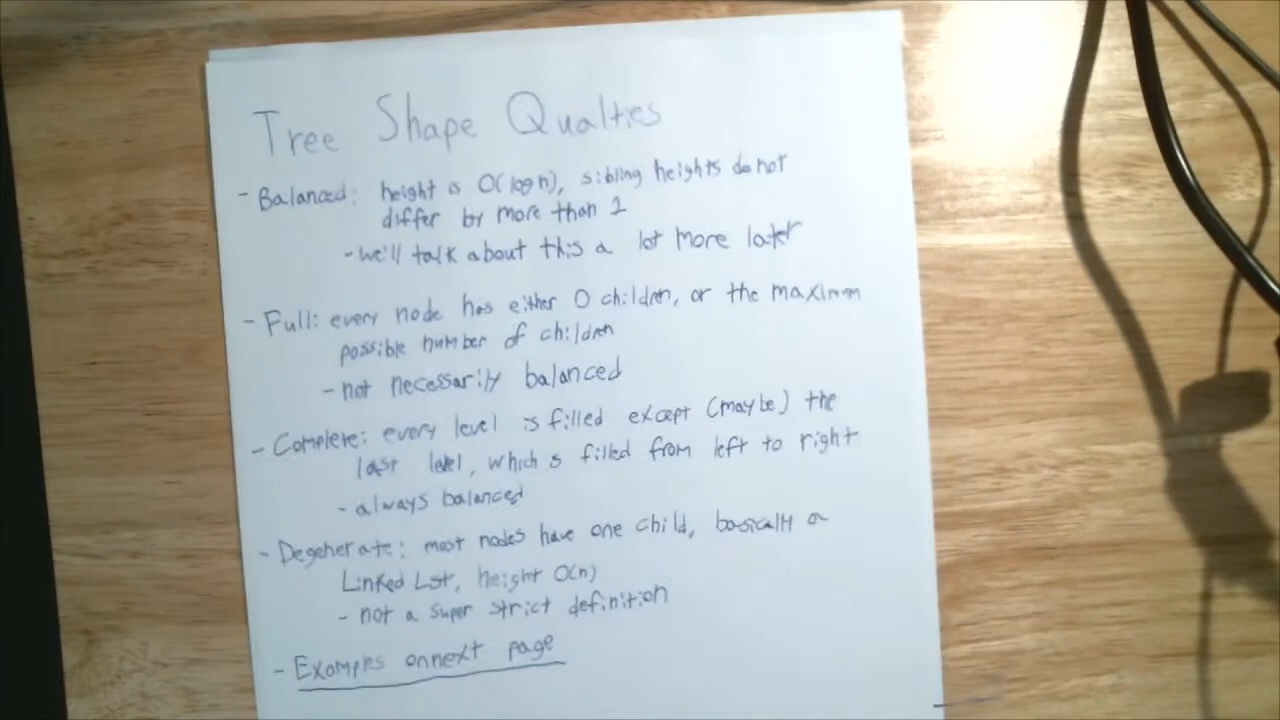 Tree Shape Qualties
- Balanced: height is O(log n), sibling heights do not
differ by more than 1
- we'll talk about this a lot more later
- Full: every node has either 0 children, or the maximum
possible number of children
- not necessarily balanced
- Complete: every level is filled except (maybe) the
last level, which is filled from left to right
- always balanced
- Degenerate: most nodes have one child, basically a
Linked List, height O(n)
- not a super strict definition
- Examples on next page